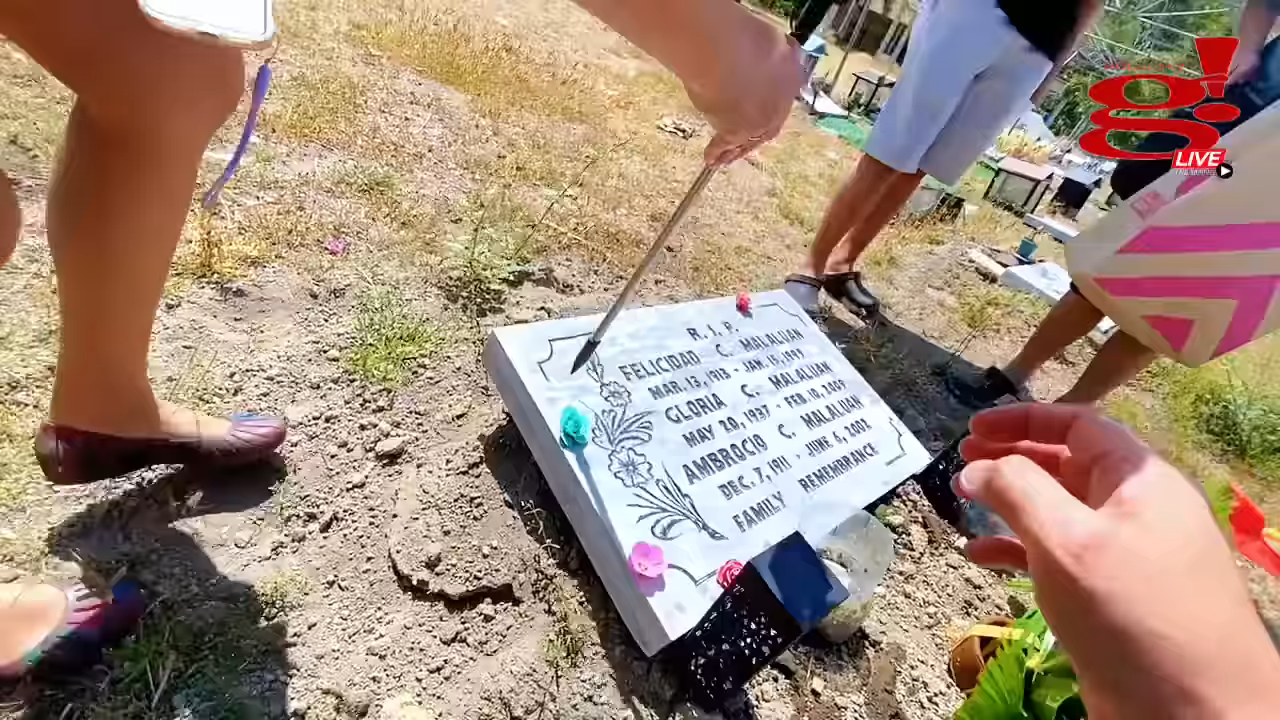 R. I. P.
FELICIDAD C. MALALUAN
MAR. 13, 1913 - JAN. 15, 1999
GLORIA C. MALALUAN
MAY 20, 1937 - FEB. 10, 2009
AMBROCIO C. MALALUAN
DEC. 7, 1911 - JUNE 6, 2002
FAMILY REMEMBRANCE
g!
LIVE